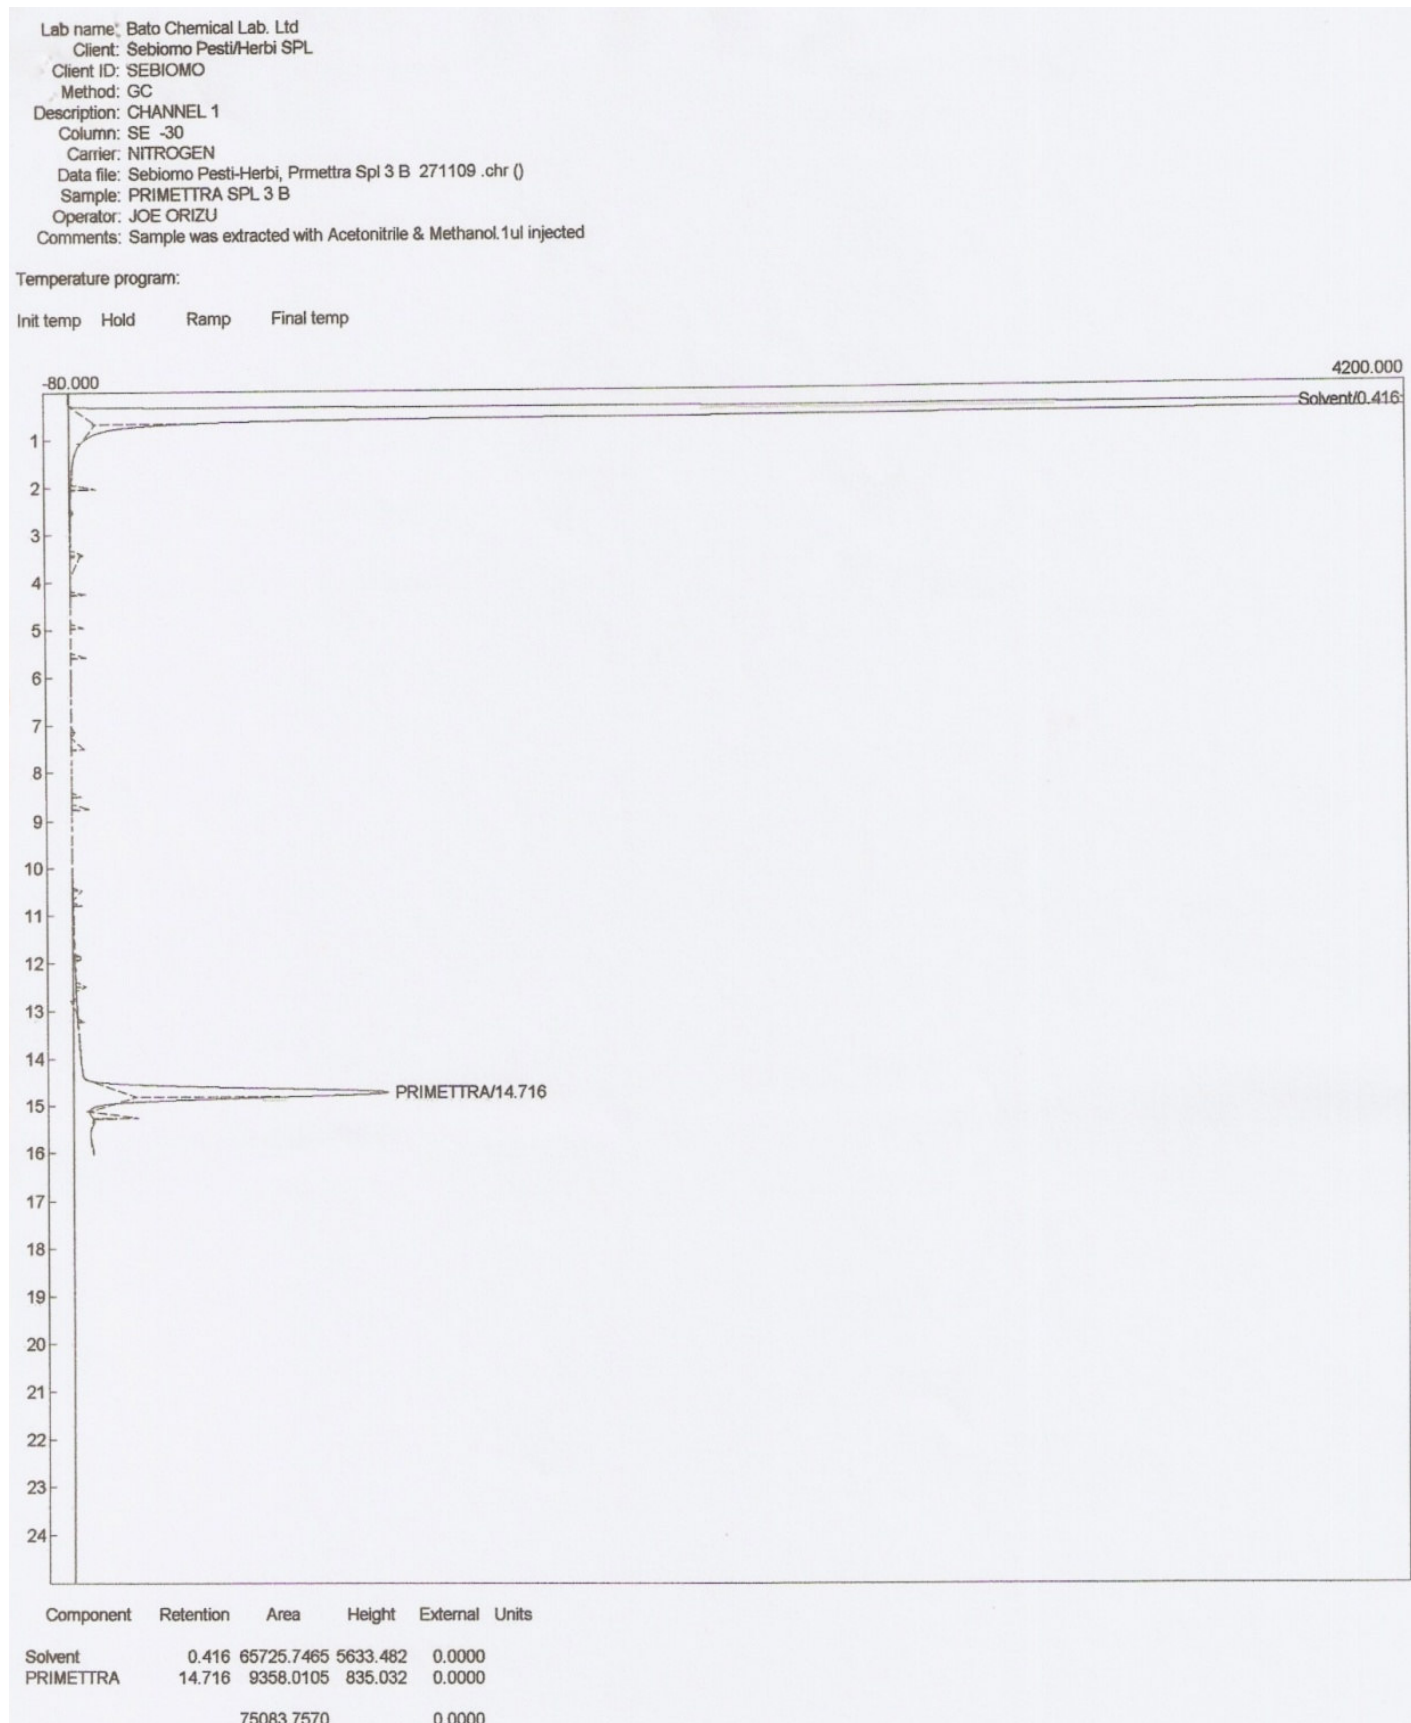 Lab name: Bato Chemical Lab. Ltd
Client: Sebiomo Pesti/Herbi SPL
Client ID: SEBIOMO
Method: GC
Description: CHANNEL 1
Column: SE -30
Carrier: NITROGEN
Data file: Sebiomo Pesti-Herbi, Prmettra Spl 3 B 271109 .chr ()
Sample: PRIMETTRA SPL 3 B
Operator: JOE ORIZU
Comments: Sample was extracted with Acetonitrile & Methanol.1ul injected
Temperature program:
Init temp Hold Ramp Final temp
-80.000 4200.000
Solvent/0.416
1
2
3
4
5
6
7
8
9
10
11
12
13
14
PRIMETTRA/14.716
15
16
17
18
19
20
21
22
23
24
Component Retention Area Height External Units
Solvent 0.416 65725.7465 5633.482 0.0000
PRIMETTRA 14.716 9358.0105 835.032 0.0000
75083.7570 0.0000